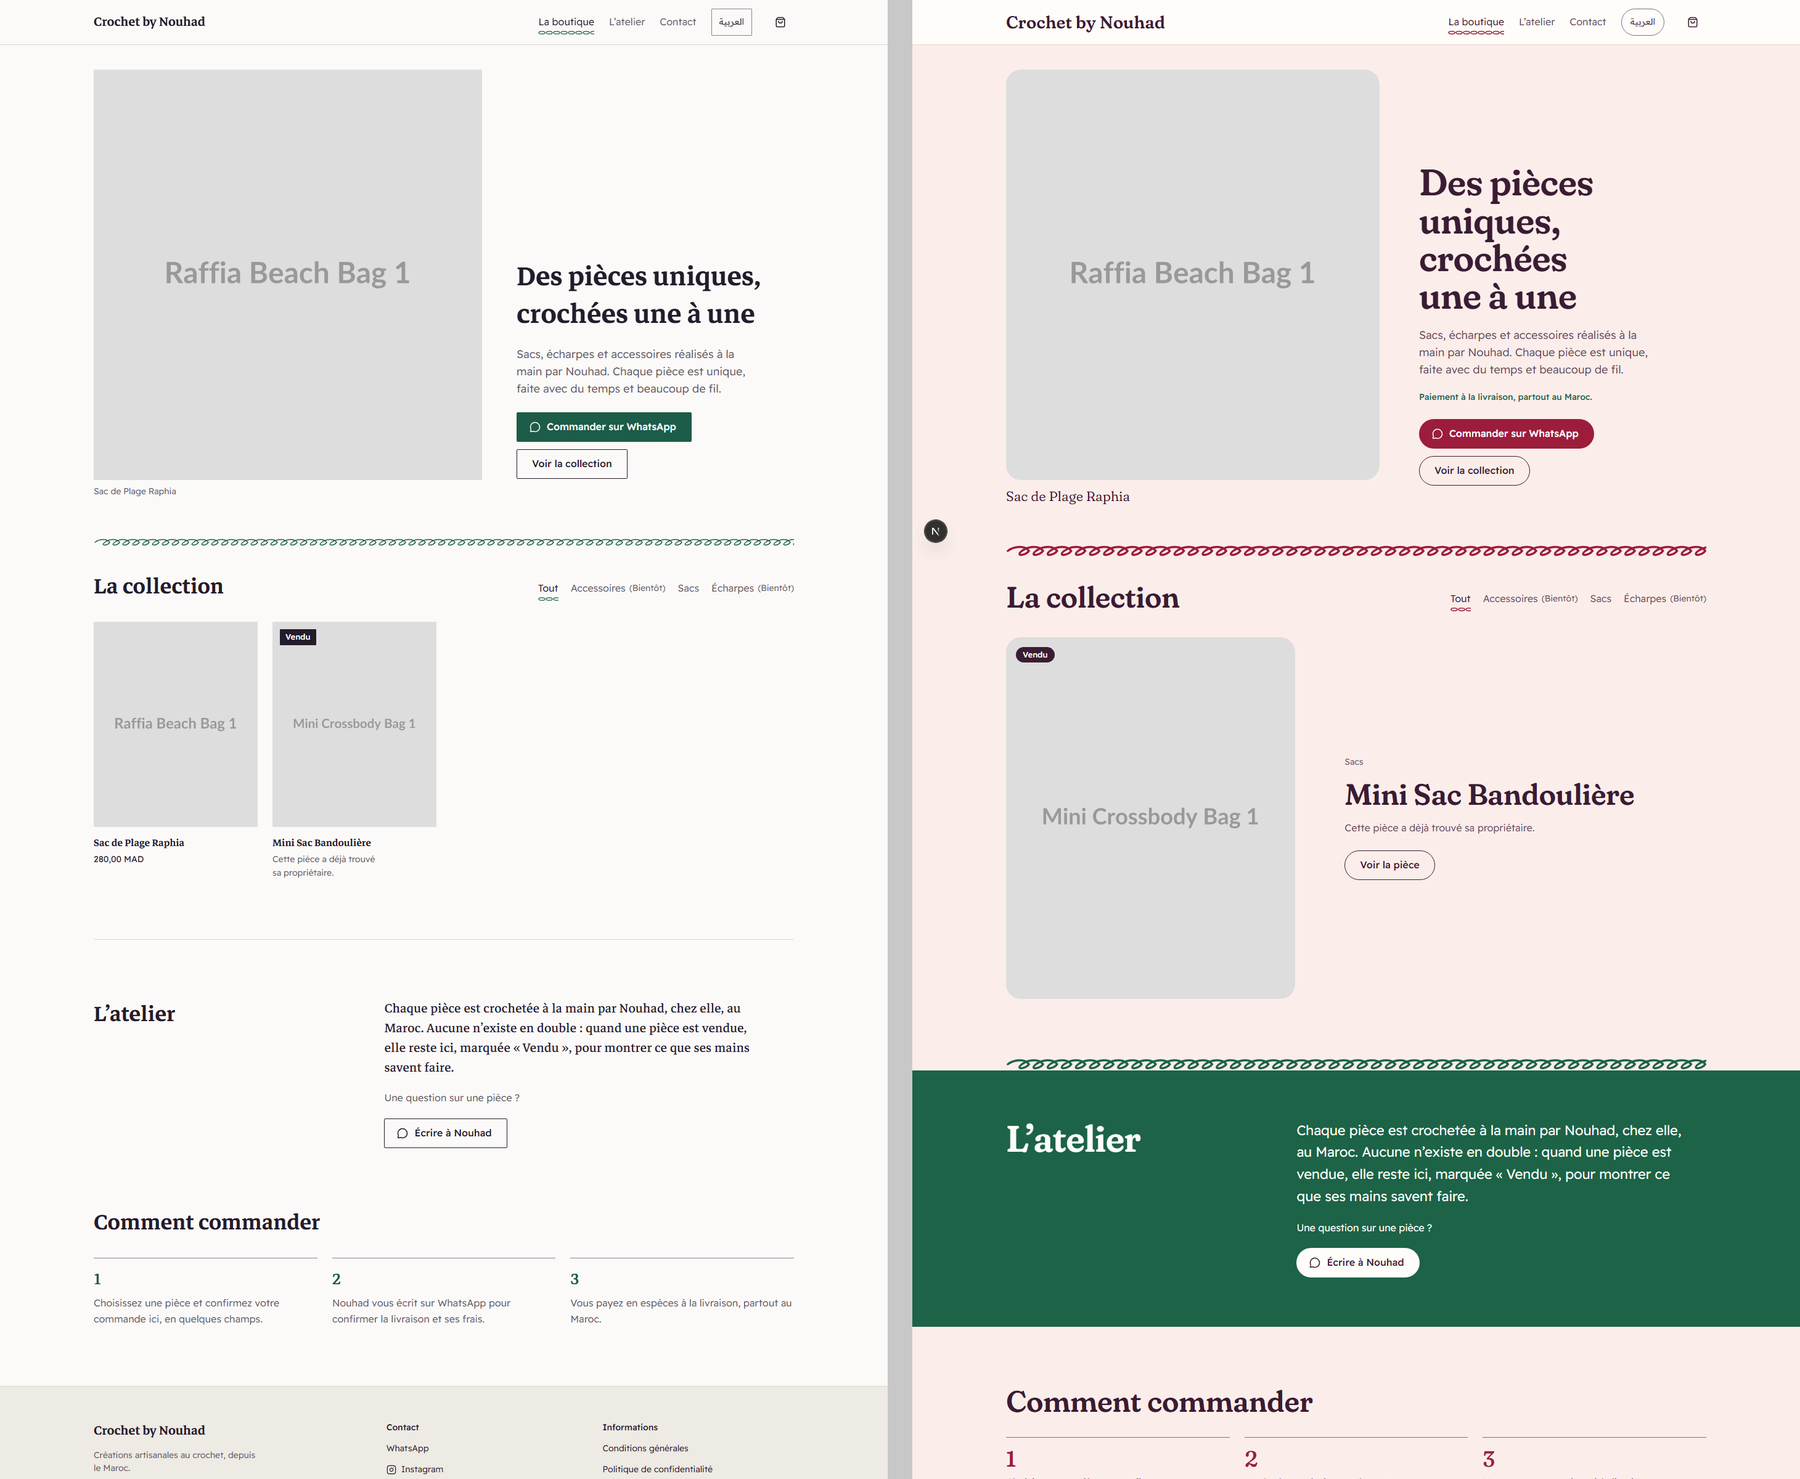 Crochet by Nouhad
La boutique L’atelier Contact العربية
Raffia Beach Bag 1
Sac de Plage Raphia
Des pièces uniques,
crochées une à une
Sacs, écharpes et accessoires réalisés à la
main par Nouhad. Chaque pièce est unique,
faite avec du temps et beaucoup de fil.
Commander sur WhatsApp
Voir la collection
La collection
Tout Accessoires (Bientôt) Sacs Écharpes (Bientôt)
Raffia Beach Bag 1
Sac de Plage Raphia
280,00 MAD
Vendu
Mini Crossbody Bag 1
Mini Sac Bandoulière
Cette pièce a déjà trouvé
sa propriétaire.
L’atelier
Chaque pièce est crochetée à la main par Nouhad, chez elle, au
Maroc. Aucune n’existe en double : quand une pièce est vendue,
elle reste ici, marquée « Vendu », pour montrer ce que ses mains
savent faire.
Une question sur une pièce ?
Écrire à Nouhad
Comment commander
1
Choisissez une pièce et confirmez votre
commande ici, en quelques champs.
2
Nouhad vous écrit sur WhatsApp pour
confirmer la livraison et ses frais.
3
Vous payez en espèces à la livraison, partout au
Maroc.
Crochet by Nouhad
Créations artisanales au crochet, depuis
le Maroc.
Contact
WhatsApp
Instagram
Informations
Conditions générales
Politique de confidentialité
Crochet by Nouhad
La boutique L’atelier Contact العربية
Raffia Beach Bag 1
Sac de Plage Raphia
Des pièces
uniques,
crochées
une à une
Sacs, écharpes et accessoires réalisés à la
main par Nouhad. Chaque pièce est unique,
faite avec du temps et beaucoup de fil.
Paiement à la livraison, partout au Maroc.
Commander sur WhatsApp
Voir la collection
N
La collection
Tout Accessoires (Bientôt) Sacs Écharpes (Bientôt)
Vendu
Mini Crossbody Bag 1
Sacs
Mini Sac Bandoulière
Cette pièce a déjà trouvé sa propriétaire.
Voir la pièce
L’atelier
Chaque pièce est crochetée à la main par Nouhad, chez elle,
au Maroc. Aucune n’existe en double : quand une pièce est
vendue, elle reste ici, marquée « Vendu », pour montrer ce
que ses mains savent faire.
Une question sur une pièce ?
Écrire à Nouhad
Comment commander
1
2
3